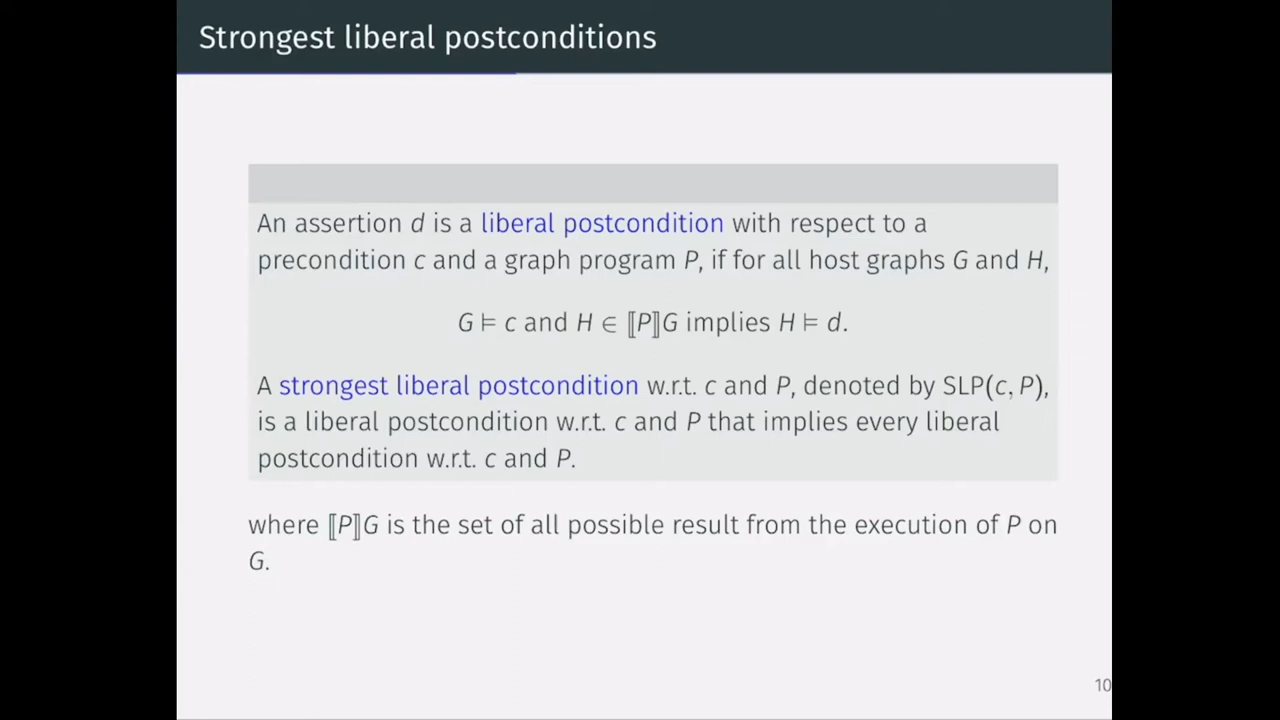 Strongest liberal postconditions
An assertion d is a liberal postcondition with respect to a
precondition c and a graph program P, if for all host graphs G and H,
G ⊨ c and H ∈ ⟦P⟧G implies H ⊨ d.
A strongest liberal postcondition w.r.t. c and P, denoted by SLP(c, P),
is a liberal postcondition w.r.t. c and P that implies every liberal
postcondition w.r.t. c and P.
where ⟦P⟧G is the set of all possible result from the execution of P on
G.
10